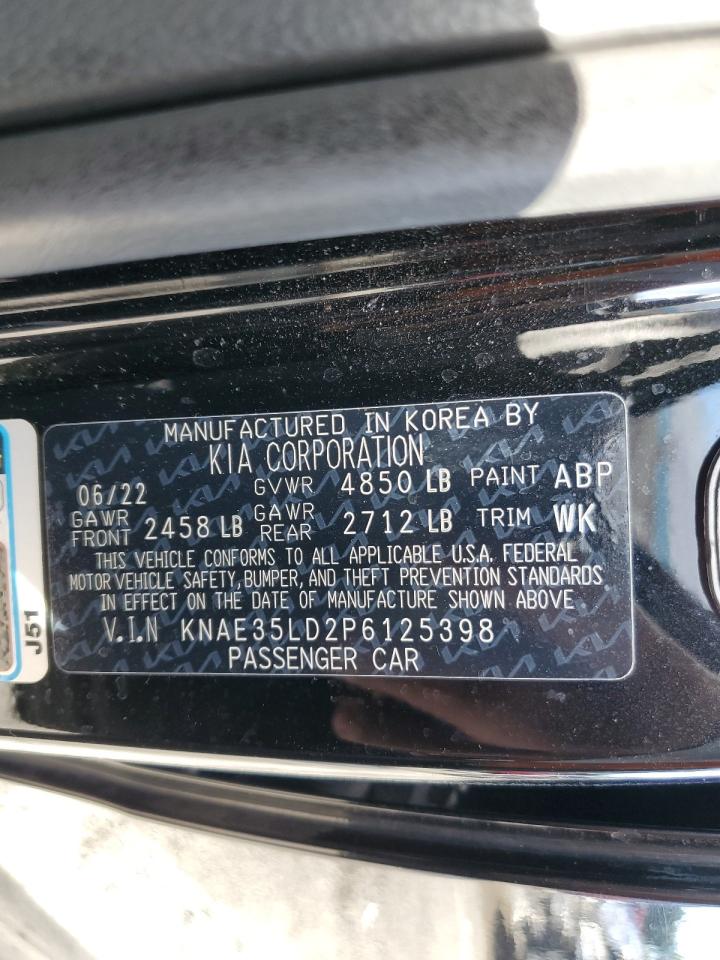 MANUFACTURED IN KOREA BY
KIA CORPORATION
06/22 GVWR 4850 LB PAINT ABP
GAWR FRONT 2458 LB GAWR REAR 2712 LB TRIM WK
THIS VEHICLE CONFORMS TO ALL APPLICABLE U.S.A. FEDERAL
MOTOR VEHICLE SAFETY, BUMPER, AND THEFT PREVENTION STANDARDS
IN EFFECT ON THE DATE OF MANUFACTURE SHOWN ABOVE
V.I.N KNAE35LD2P6125398
PASSENGER CAR
J51